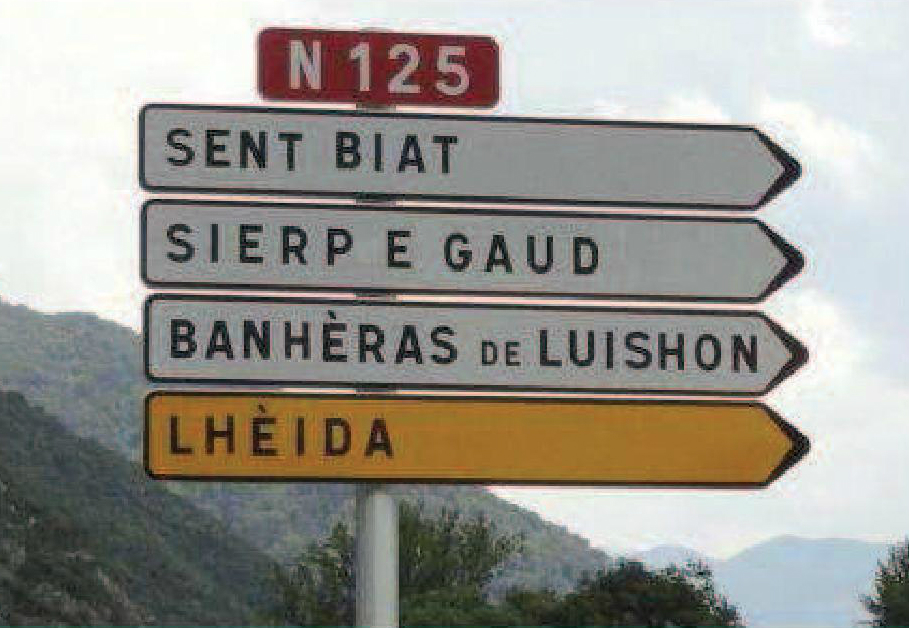 N 125
SENT BIAT
SIERP E GAUD
BANHÈRAS DE LUISHON
LHÈIDA